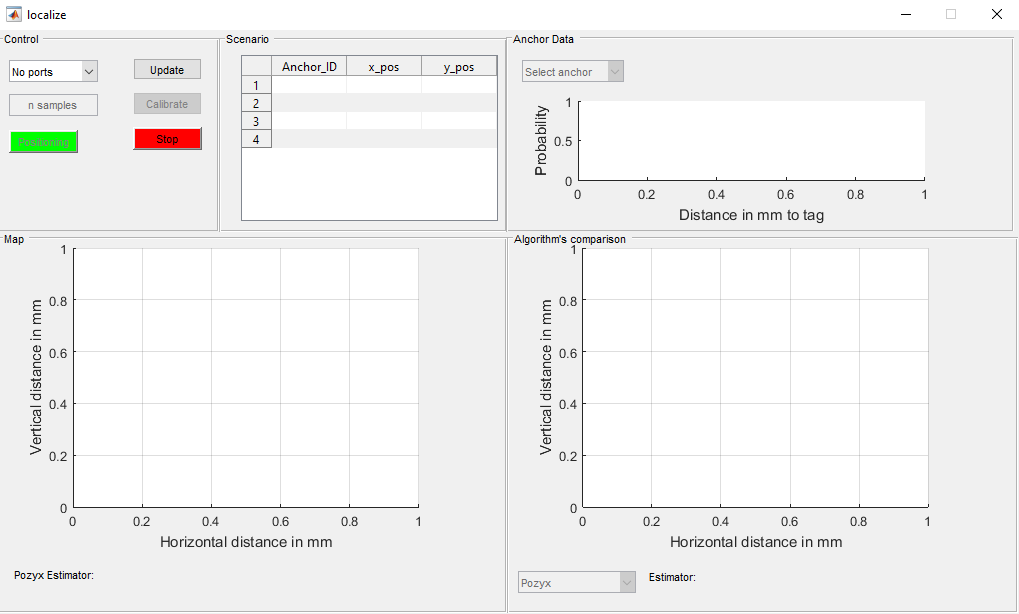 localize
Control
No ports
Update
n samples
Calibrate
Positioning
Stop
Scenario
Anchor_ID x_pos y_pos
1
2
3
4
Anchor Data
Select anchor
Probability
1
0.5
0
0 0.2 0.4 0.6 0.8 1
Distance in mm to tag
Map
Vertical distance in mm
1
0.8
0.6
0.4
0.2
0
0 0.2 0.4 0.6 0.8 1
Horizontal distance in mm
Pozyx Estimator:
Algorithm's comparison
Vertical distance in mm
1
0.8
0.6
0.4
0.2
0
0 0.2 0.4 0.6 0.8 1
Horizontal distance in mm
Pozyx
Estimator: